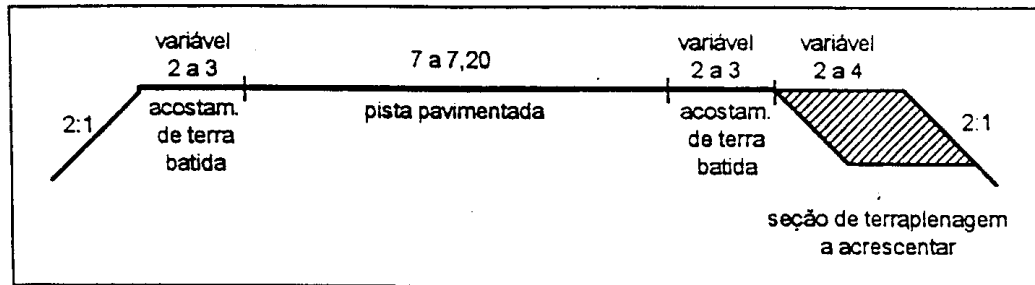 variável
2 a 3
7 a 7,20
variável
2 a 3
variável
2 a 4
2:1
acostam.
de terra
batida
pista pavimentada
acostam.
de terra
batida
2:1
seção de terraplenagem
a acrescentar